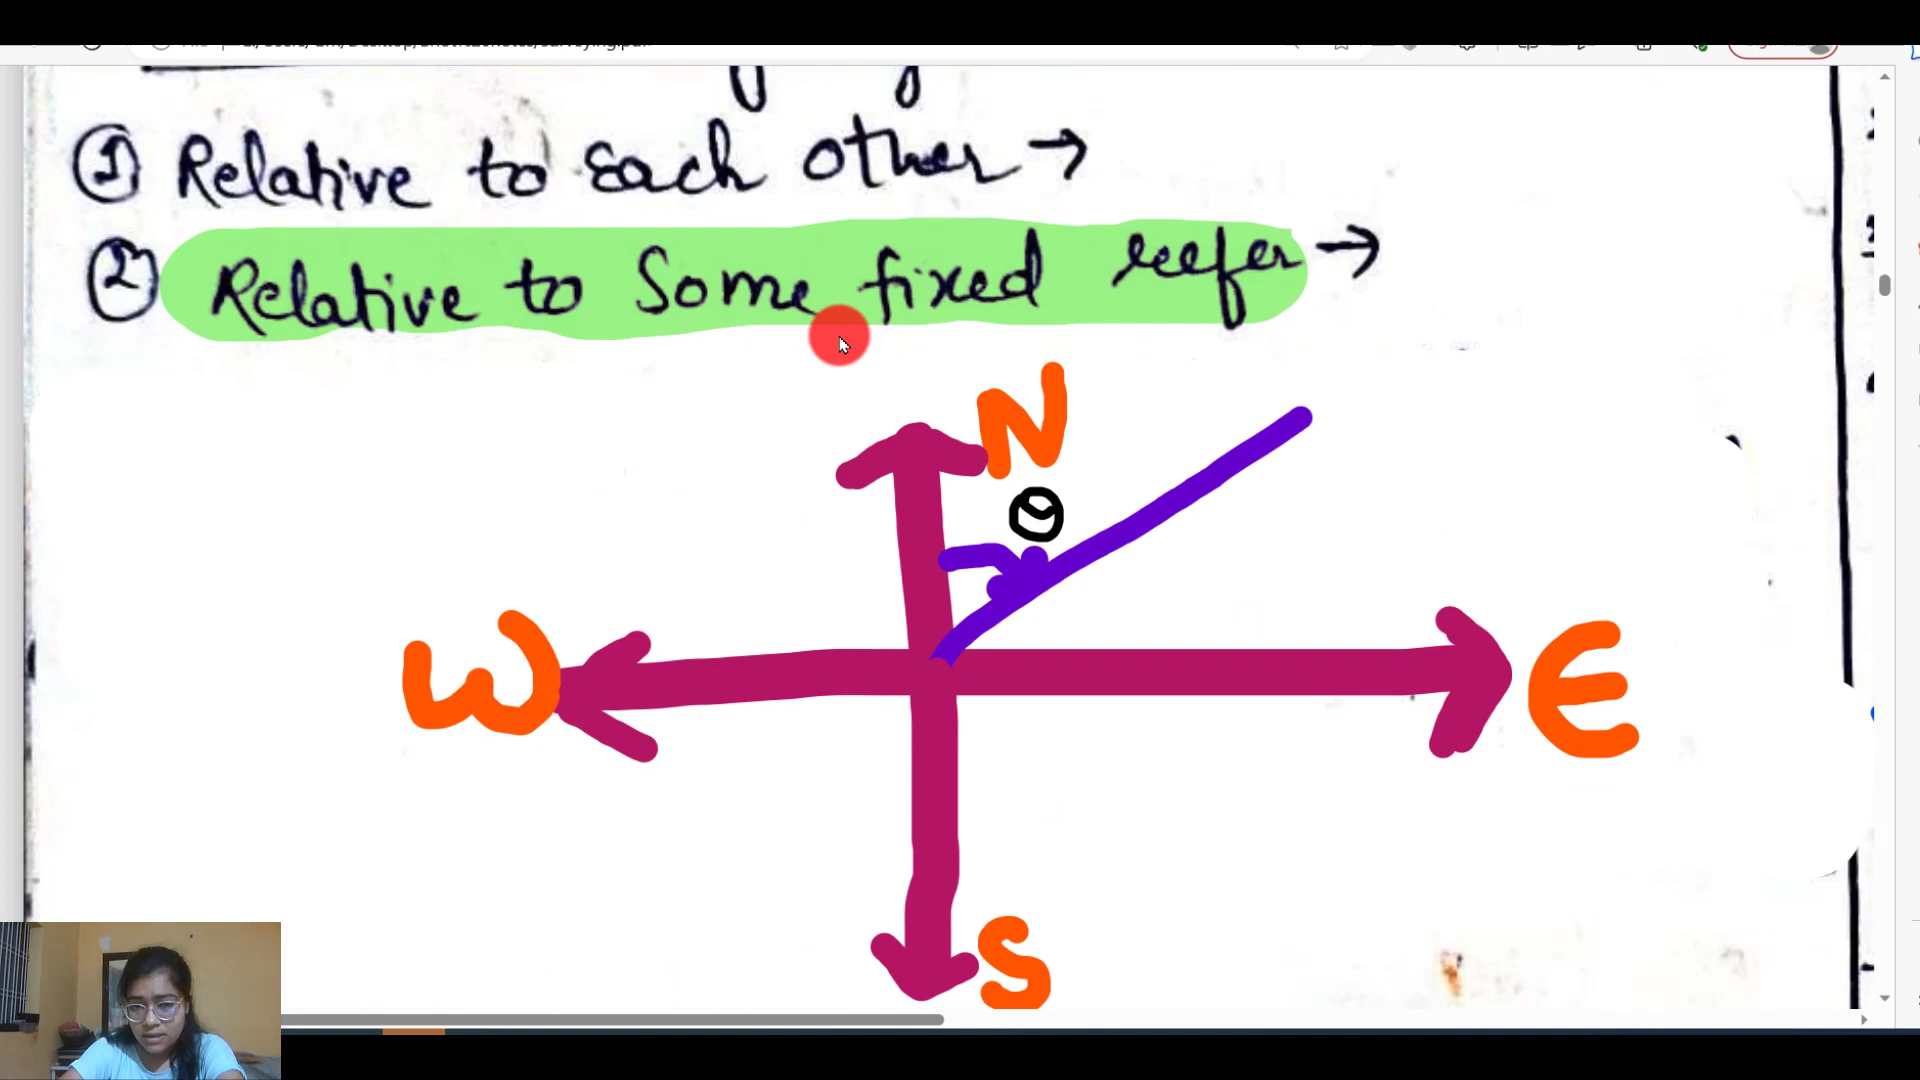 ① Relative to each other →
② Relative to Some fixed refer →
N
θ
W
E
S